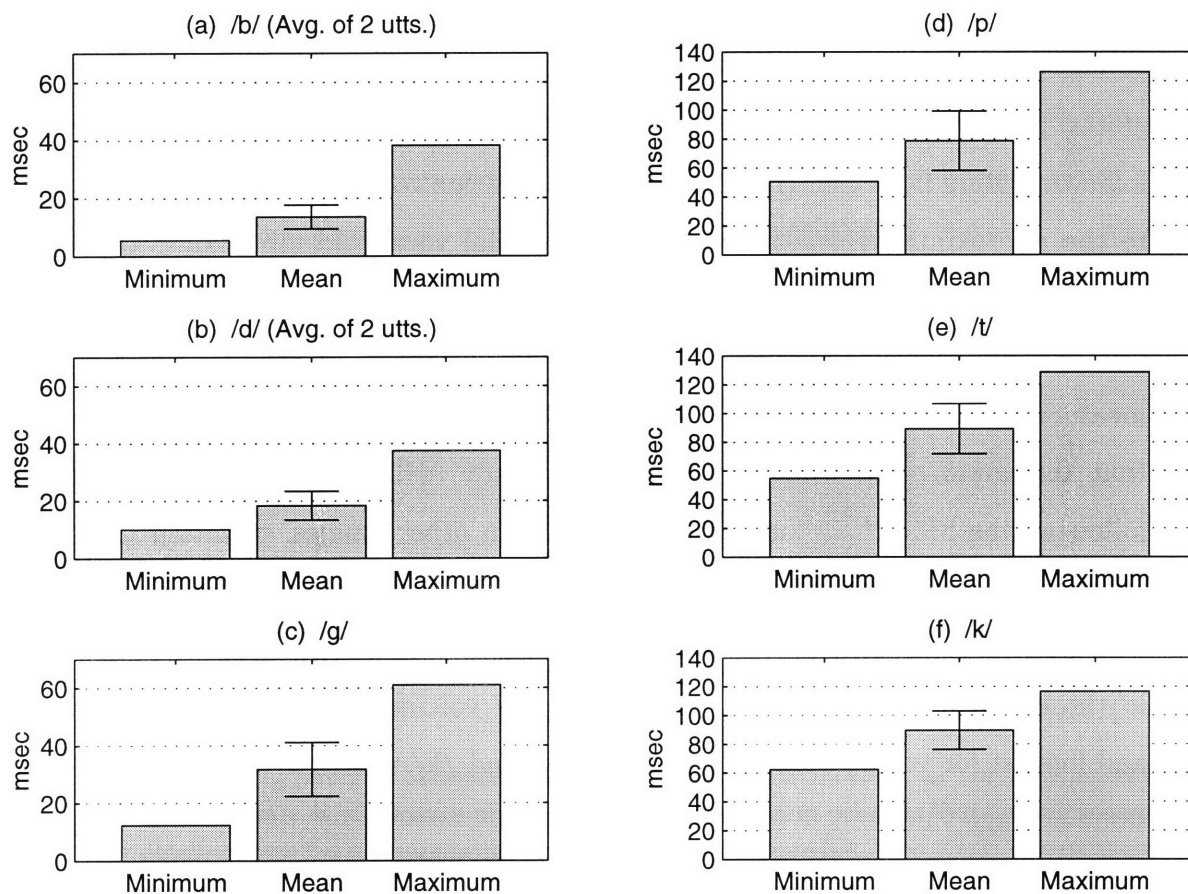 (a) /b/ (Avg. of 2 utts.)
60
40
20
0
msec
Minimum Mean Maximum
(b) /d/ (Avg. of 2 utts.)
60
40
20
0
msec
Minimum Mean Maximum
(c) /g/
60
40
20
0
msec
Minimum Mean Maximum
(d) /p/
140
120
100
80
60
40
20
0
msec
Minimum Mean Maximum
(e) /t/
140
120
100
80
60
40
20
0
msec
Minimum Mean Maximum
(f) /k/
140
120
100
80
60
40
20
0
msec
Minimum Mean Maximum